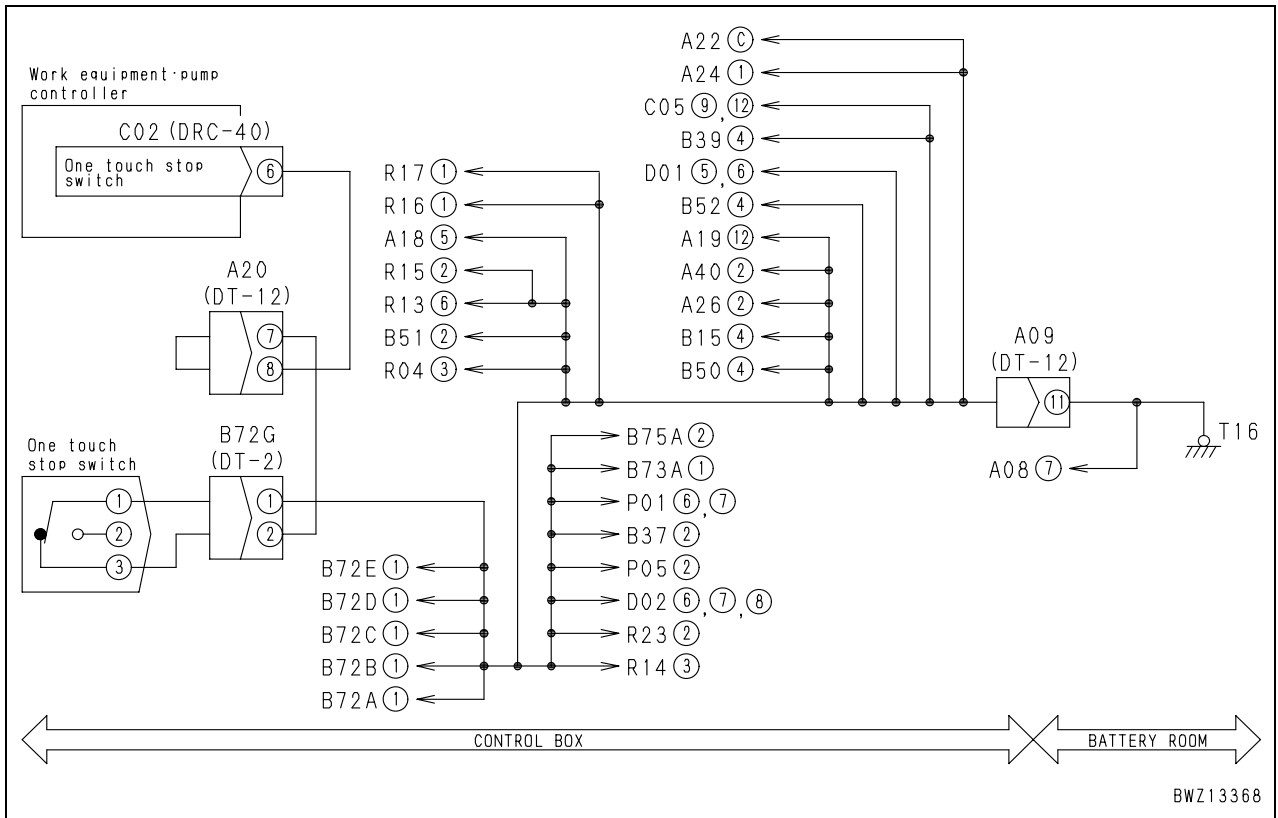 Work equipment·pump
controller
C02 (DRC-40)
One touch stop
switch
6
A20
(DT-12)
7
8
One touch
stop switch
1
2
3
B72G
(DT-2)
1
2
R17 1
R16 1
A18 5
R15 2
R13 6
B51 2
R04 3
A22 C
A24 1
C05 9, 12
B39 4
D01 5, 6
B52 4
A19 12
A40 2
A26 2
B15 4
B50 4
A09
(DT-12)
11
T16
A08 7
B75A 2
B73A 1
P01 6, 7
B37 2
P05 2
D02 6, 7, 8
R23 2
R14 3
B72E 1
B72D 1
B72C 1
B72B 1
B72A 1
CONTROL BOX
BATTERY ROOM
BWZ13368